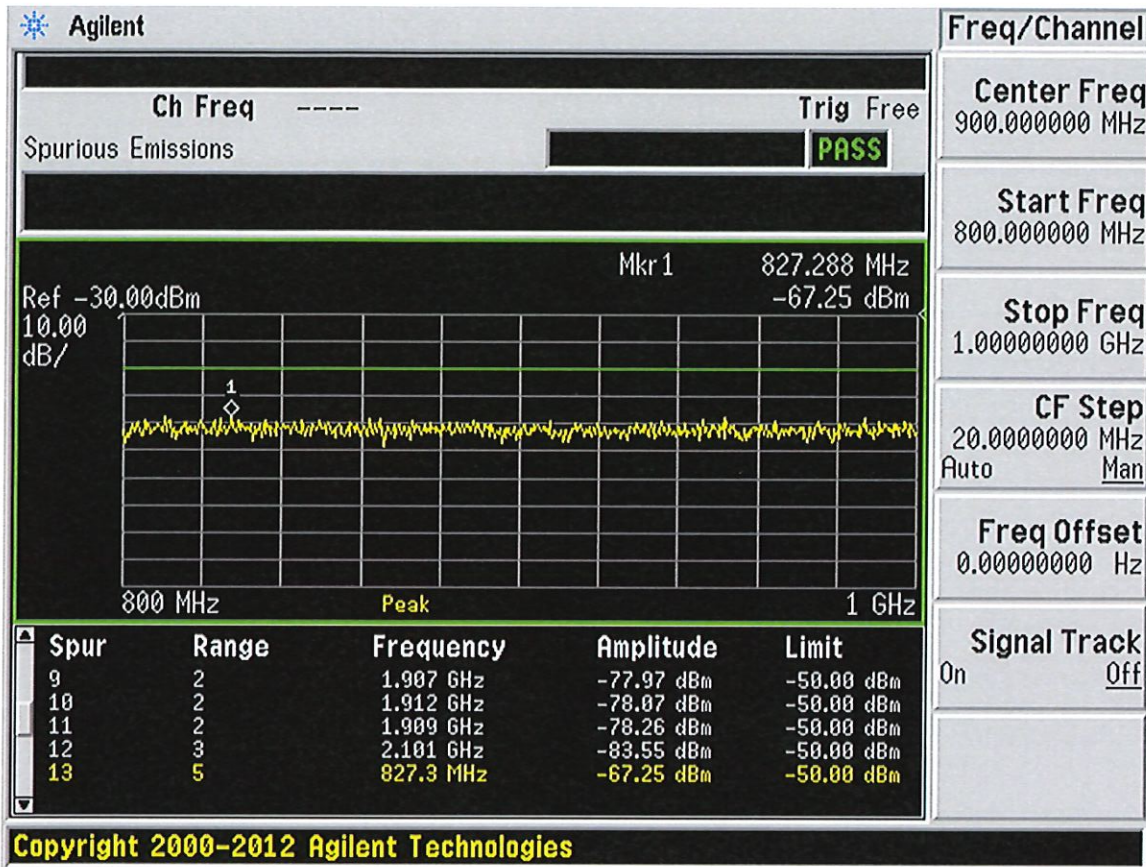 Agilent
Freq/Channel
Ch Freq ----
Trig Free
Spurious Emissions
PASS
Mkr1 827.288 MHz
-67.25 dBm
Ref -30.00dBm
10.00
dB/
1
800 MHz
Peak
1 GHz
Spur Range Frequency Amplitude Limit
9 2 1.907 GHz -77.97 dBm -50.00 dBm
10 2 1.912 GHz -78.07 dBm -50.00 dBm
11 2 1.909 GHz -78.26 dBm -50.00 dBm
12 3 2.101 GHz -83.55 dBm -50.00 dBm
13 5 827.3 MHz -67.25 dBm -50.00 dBm
Center Freq
900.000000 MHz
Start Freq
800.000000 MHz
Stop Freq
1.00000000 GHz
CF Step
20.0000000 MHz
Auto Man
Freq Offset
0.00000000 Hz
Signal Track
On Off
Copyright 2000-2012 Agilent Technologies